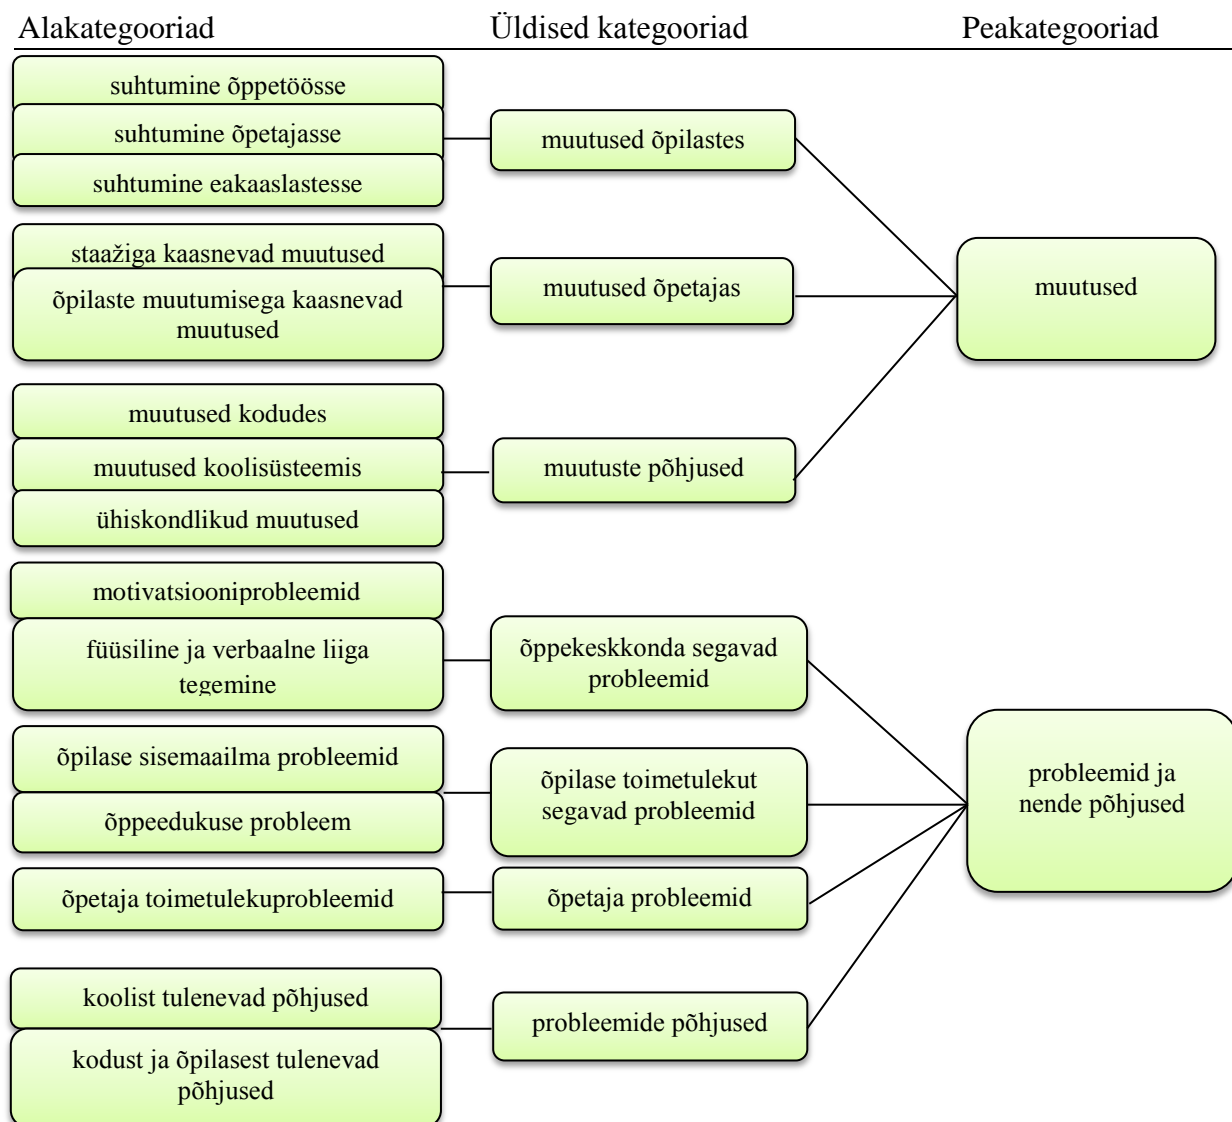 Alakategooriad
Üldised kategooriad
Peakategooriad
suhtumine õppetöösse
suhtumine õpetajasse
suhtumine eakaaslastesse
muutused õpilastes
staažiga kaasnevad muutused
õpilaste muutumisega kaasnevad
muutused
muutused õpetajas
muutused kodudes
muutused koolisüsteemis
ühiskondlikud muutused
muutuste põhjused
muutused
motivatsiooniprobleemid
füüsiline ja verbaalne liiga
tegemine
õppekeskkonda segavad
probleemid
õpilase sisemaailma probleemid
õppeedukuse probleem
õpilase toimetulekut
segavad probleemid
õpetaja toimetulekuprobleemid
õpetaja probleemid
koolist tulenevad põhjused
kodust ja õpilasest tulenevad
põhjused
probleemide põhjused
probleemid ja
nende põhjused